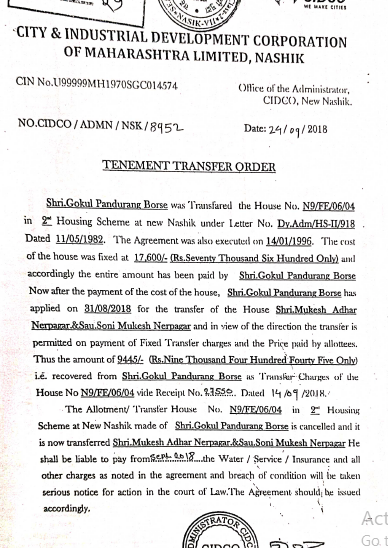 CIDCO
WE MAKE CITIES
NASHIK-VII
CITY & INDUSTRIAL DEVELOPMENT CORPORATION
OF MAHARASHTRA LIMITED, NASHIK
CIN No.U99999MH1970SGC014574
Office of the Administrator,
CIDCO, New Nashik.
NO.CIDCO / ADMN / NSK / 8952
Date: 24/09/2018
TENEMENT TRANSFER ORDER
Shri.Gokul Pandurang Borse was Transfared the House No. N9/FE/06/04
in 2nd Housing Scheme at new Nashik under Letter No. Dy.Adm/HS-II/918
Dated 11/05/1982. The Agreement was also executed on 14/01/1996. The cost
of the house was fixed at 17,600/- (Rs.Seventy Thousand Six Hundred Only) and
accordingly the entire amount has been paid by Shri.Gokul Pandurang Borse
Now after the payment of the cost of the house, Shri.Gokul Pandurang Borse has
applied on 31/08/2018 for the transfer of the House Shri.Mukesh Adhar
Nerpagar.&Sau.Soni Mukesh Nerpagar and in view of the direction the transfer is
permitted on payment of Fixed Transfer charges and the Price paid by allottees.
Thus the amount of 9445/- (Rs.Nine Thousand Four Hundred Fourty Five Only)
i.e. recovered from Shri.Gokul Pandurang Borse as Transfer Charges of the
House No N9/FE/06/04 vide Receipt No. Dated 14/09/2018.
The Allotment/ Transfer House No. N9/FE/06/04 in 2nd Housing
Scheme at New Nashik made of Shri.Gokul Pandurang Borse is cancelled and it
is now transferred Shri.Mukesh Adhar Nerpagar.&Sau.Soni Mukesh Nerpagar He
shall be liable to pay from Sept. 2018 the Water / Service / Insurance and all
other charges as noted in the agreement and breach of condition will be taken
serious notice for action in the court of Law.The Agreement should be issued
accordingly.
Act
Go t
ADMINISTRATOR CIDCO
CIDCO